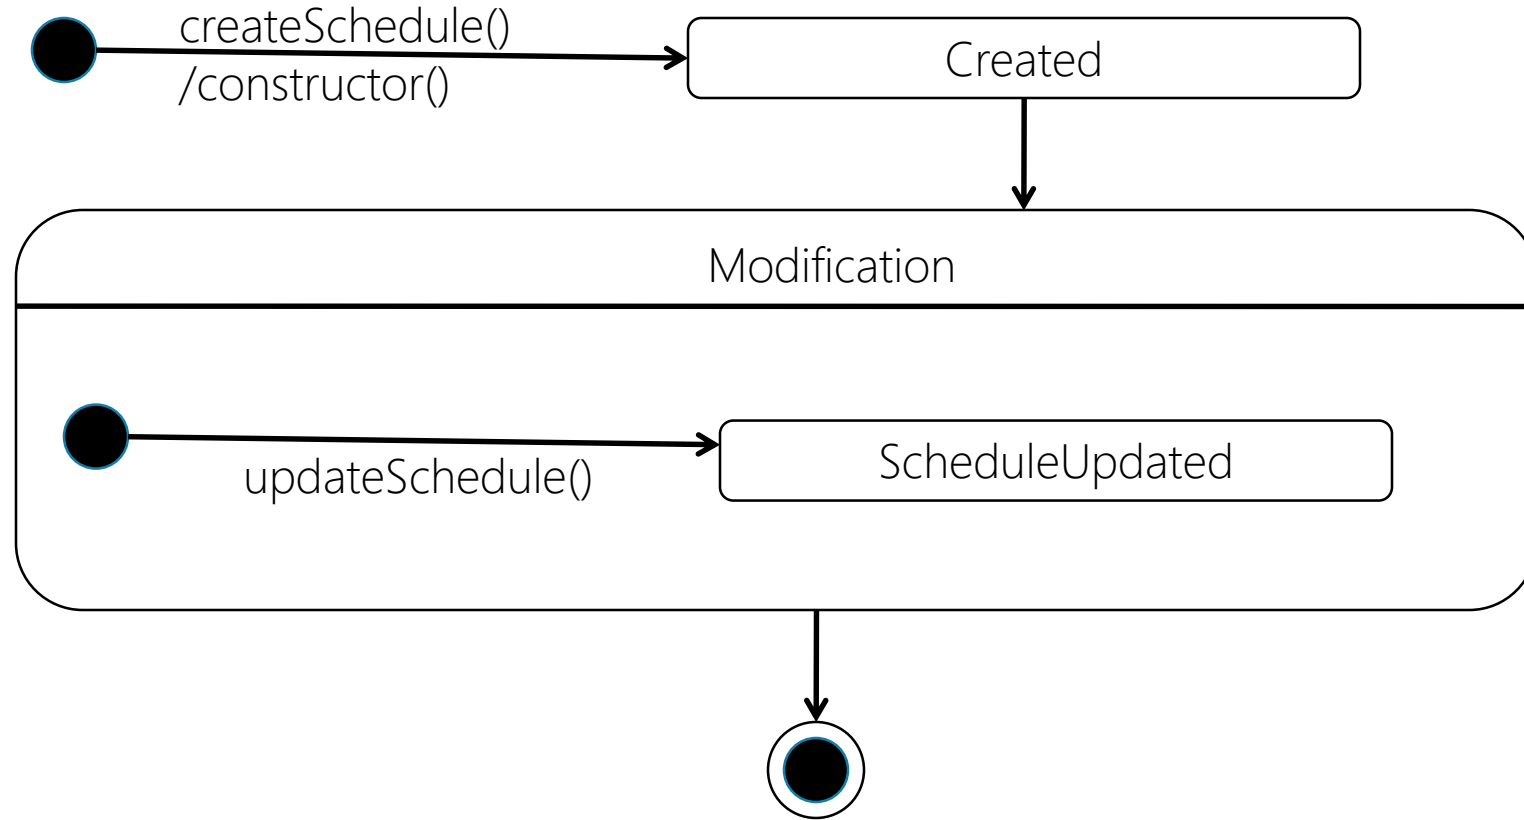 createSchedule()
/constructor()
Created
Modification
updateSchedule()
ScheduleUpdated